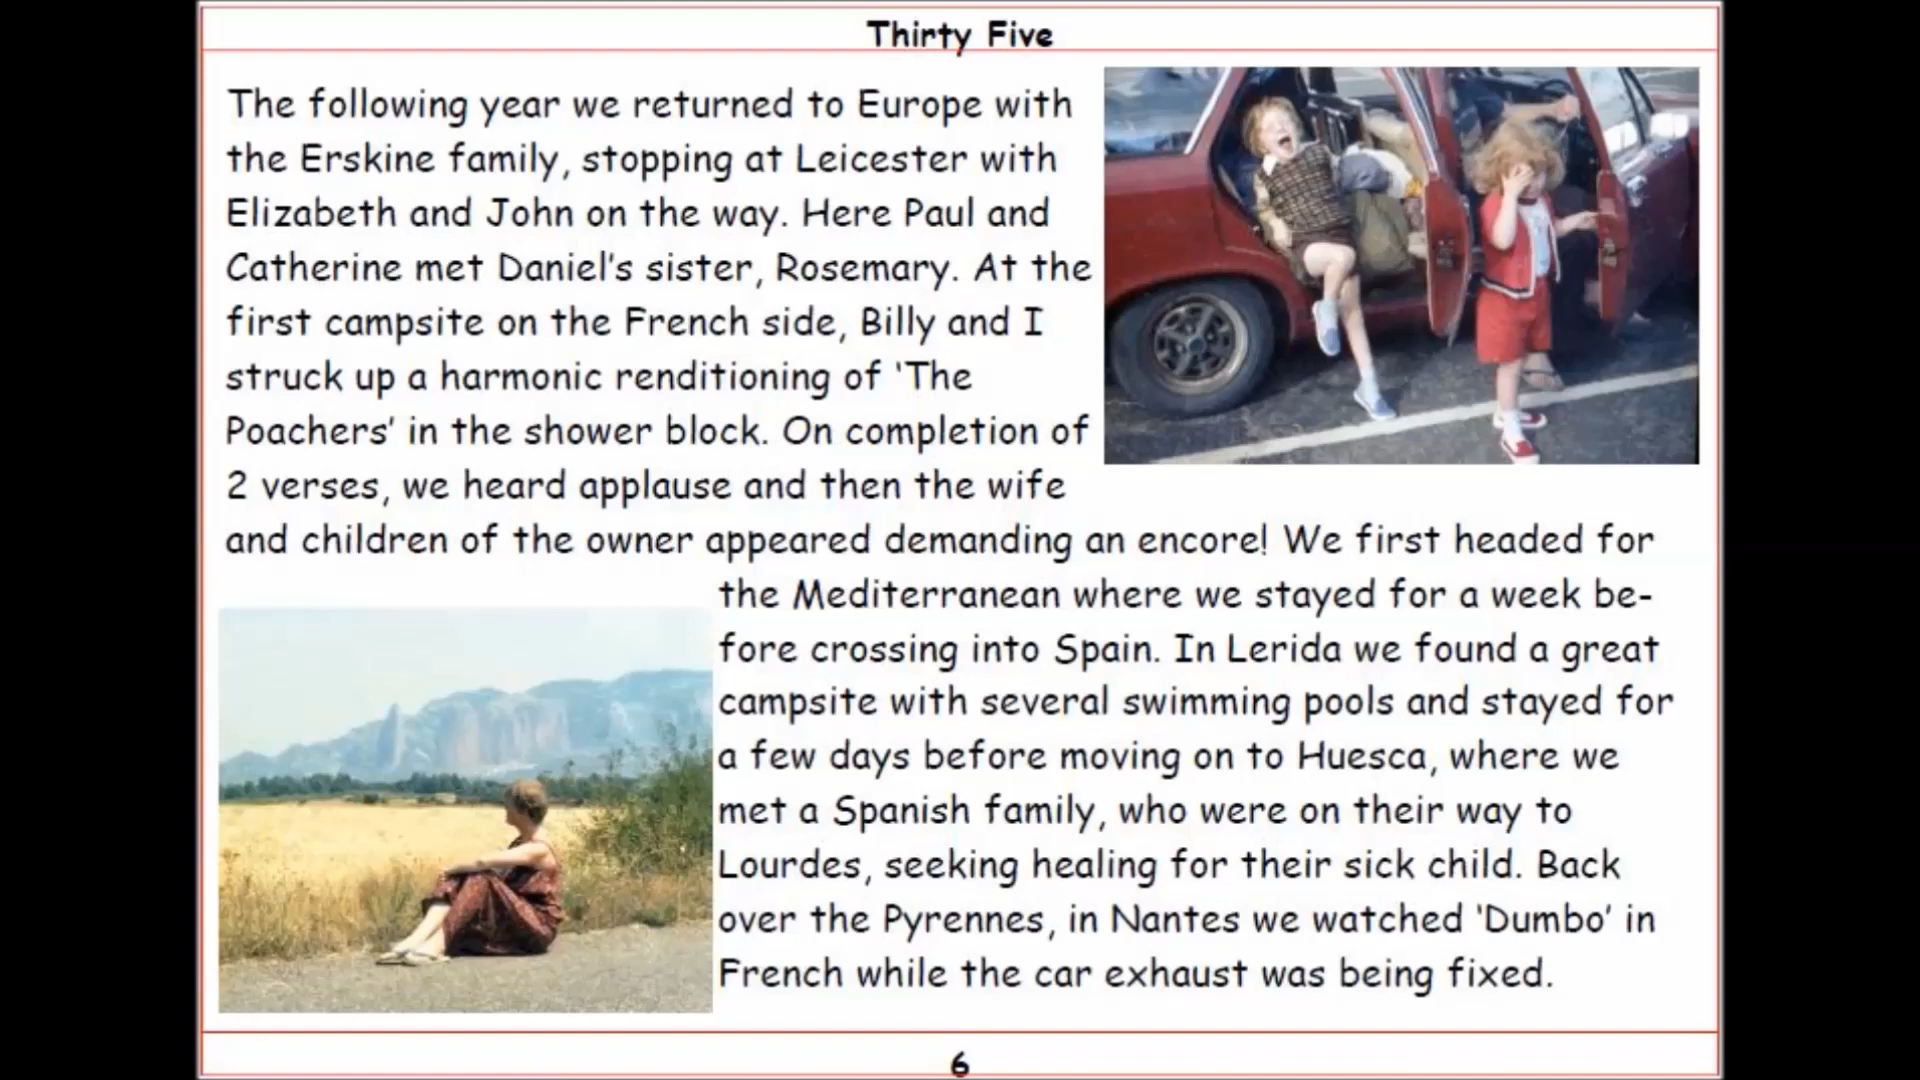 Thirty Five
The following year we returned to Europe with
the Erskine family, stopping at Leicester with
Elizabeth and John on the way. Here Paul and
Catherine met Daniel's sister, Rosemary. At the
first campsite on the French side, Billy and I
struck up a harmonic renditioning of 'The
Poachers' in the shower block. On completion of
2 verses, we heard applause and then the wife
and children of the owner appeared demanding an encore! We first headed for
the Mediterranean where we stayed for a week be-
fore crossing into Spain. In Lerida we found a great
campsite with several swimming pools and stayed for
a few days before moving on to Huesca, where we
met a Spanish family, who were on their way to
Lourdes, seeking healing for their sick child. Back
over the Pyrennes, in Nantes we watched 'Dumbo' in
French while the car exhaust was being fixed.
6